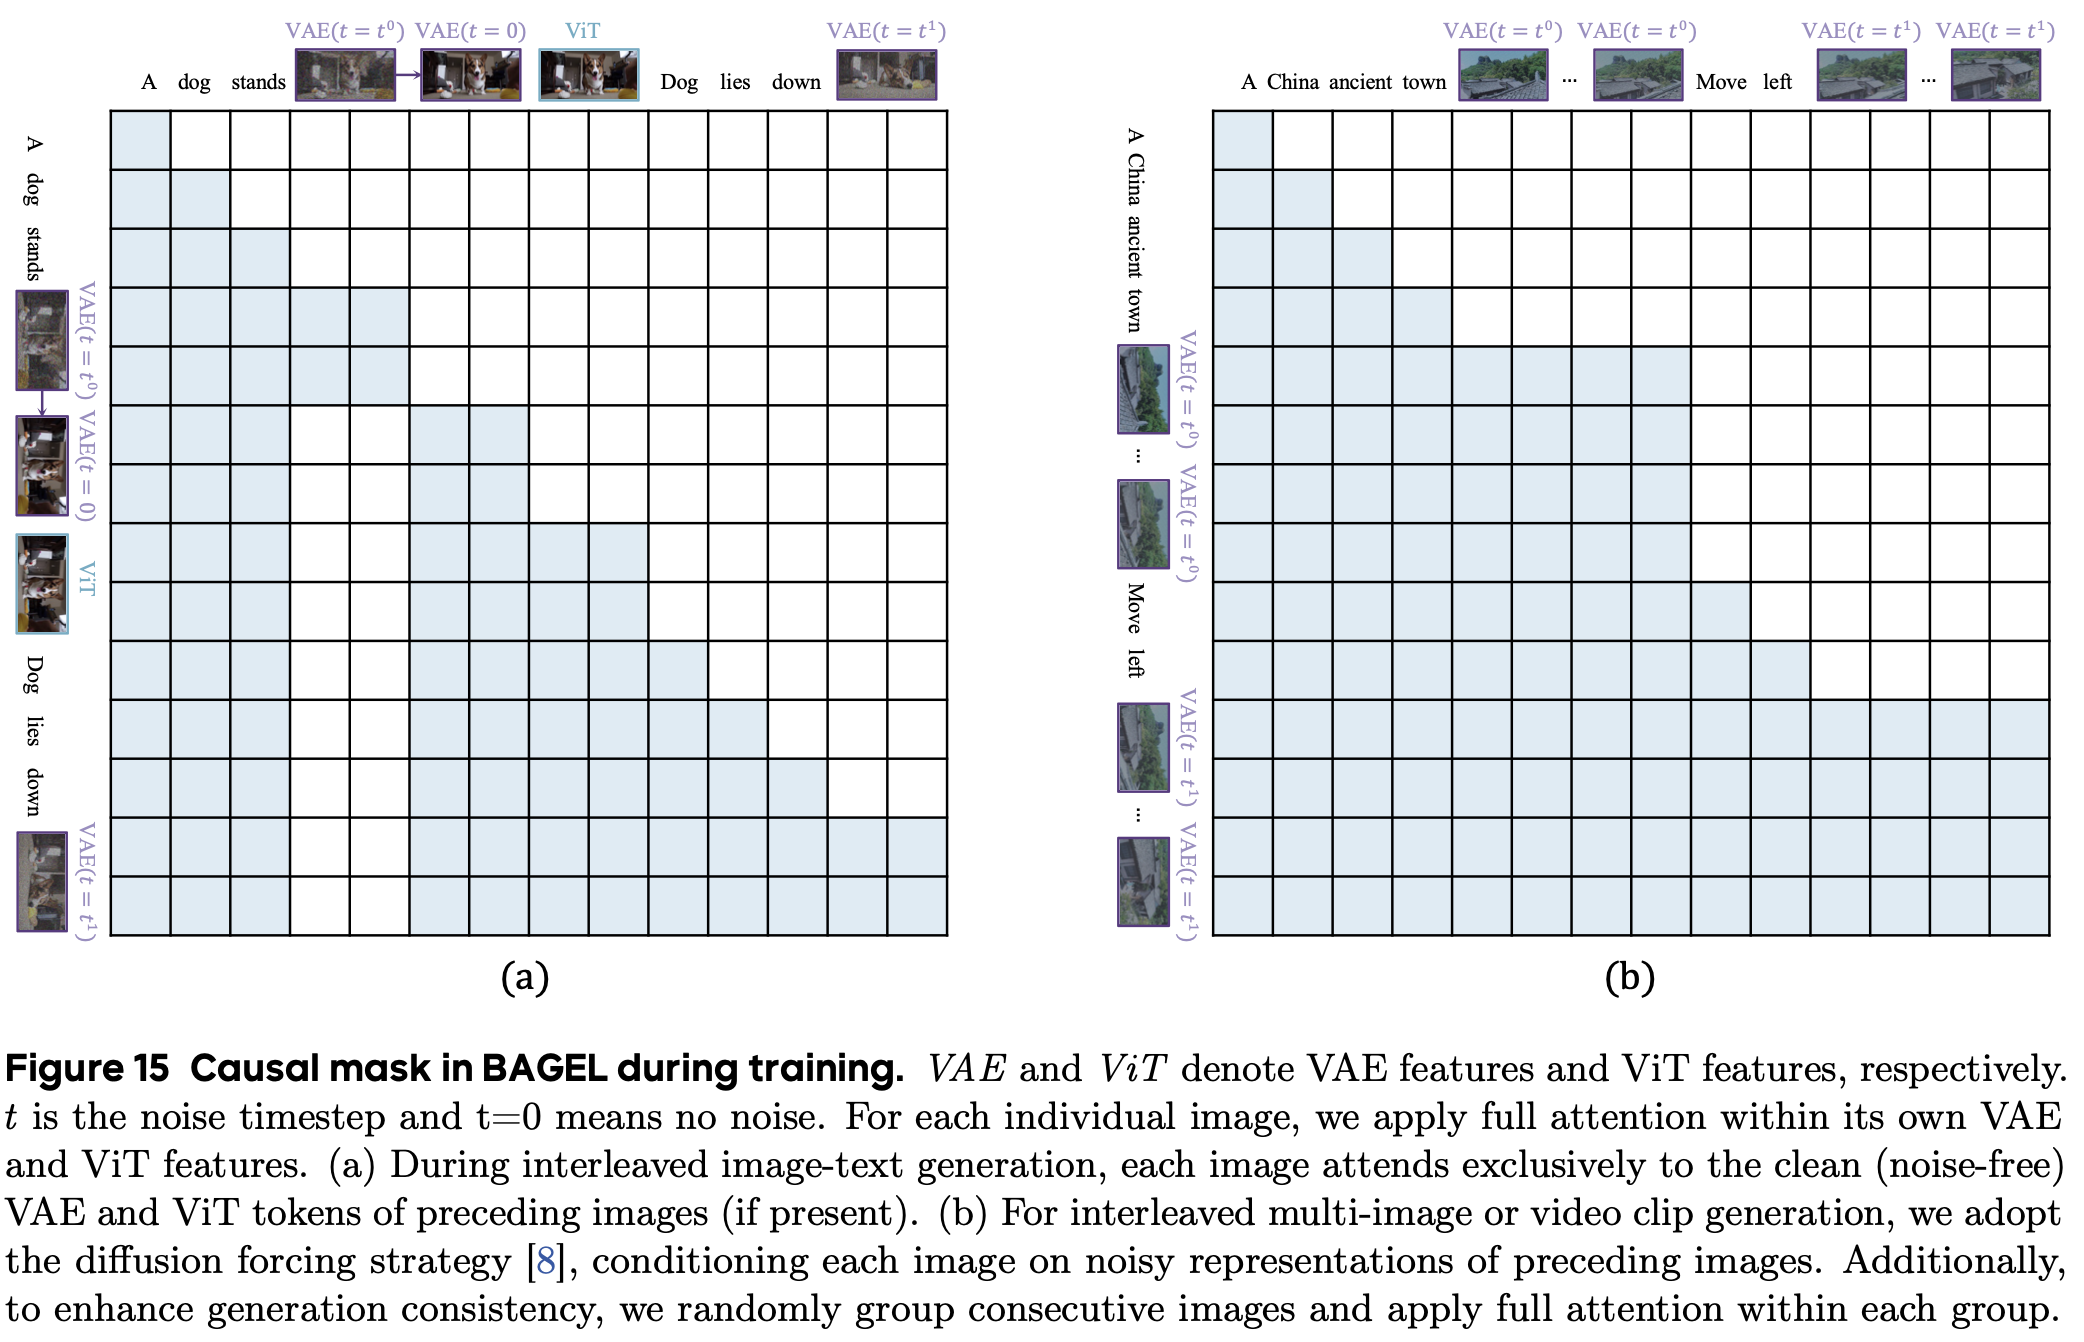 VAE(t = t⁰) VAE(t = 0) ViT VAE(t = t¹)
A dog stands Dog lies down
A dog stands Dog lies down
VAE(t = t⁰) VAE(t = 0) ViT VAE(t = t¹)
(a)
VAE(t = t⁰) VAE(t = t⁰) VAE(t = t¹) VAE(t = t¹)
A China ancient town ... Move left ...
A China ancient town ... Move left ...
VAE(t = t⁰) VAE(t = t⁰) VAE(t = t¹) VAE(t = t¹)
(b)
Figure 15 Causal mask in BAGEL during training. VAE and ViT denote VAE features and ViT features, respectively.
t is the noise timestep and t=0 means no noise. For each individual image, we apply full attention within its own VAE
and ViT features. (a) During interleaved image-text generation, each image attends exclusively to the clean (noise-free)
VAE and ViT tokens of preceding images (if present). (b) For interleaved multi-image or video clip generation, we adopt
the diffusion forcing strategy [8], conditioning each image on noisy representations of preceding images. Additionally,
to enhance generation consistency, we randomly group consecutive images and apply full attention within each group.